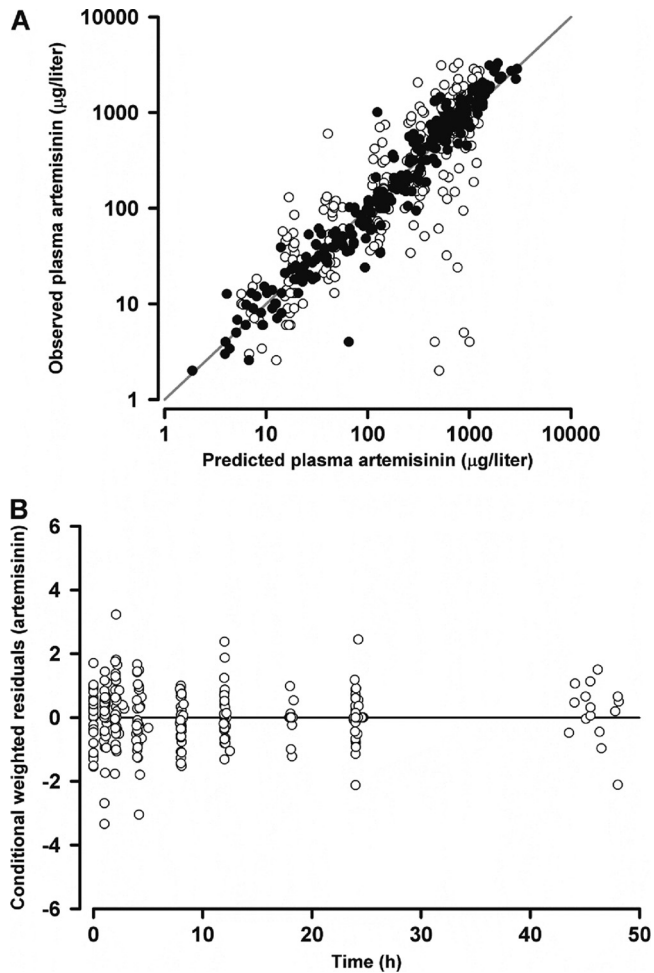 A
Observed plasma artemisinin (μg/liter)
10000
1000
100
10
1
1 10 100 1000 10000
Predicted plasma artemisinin (μg/liter)
B
Conditional weighted residuals (artemisinin)
6
4
2
0
-2
-4
-6
0 10 20 30 40 50
Time (h)